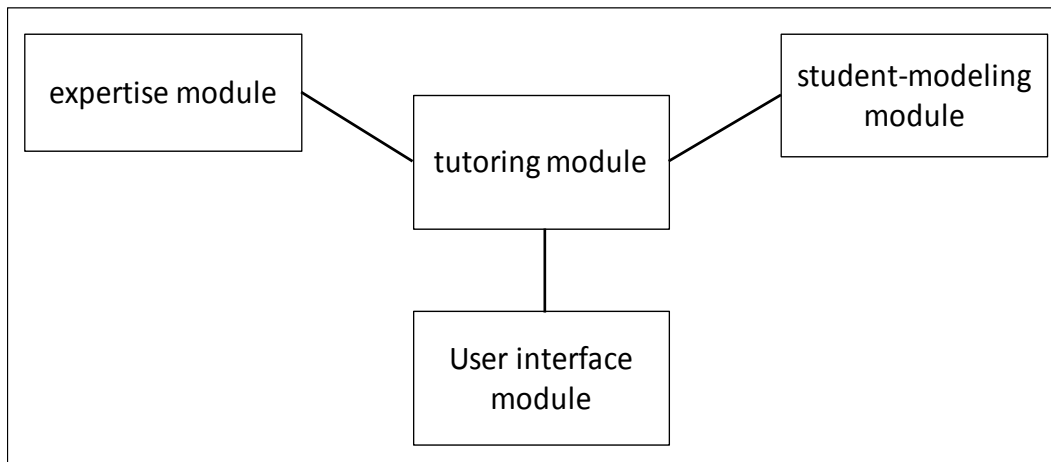 expertise module
student-modeling
module
tutoring module
User interface
module